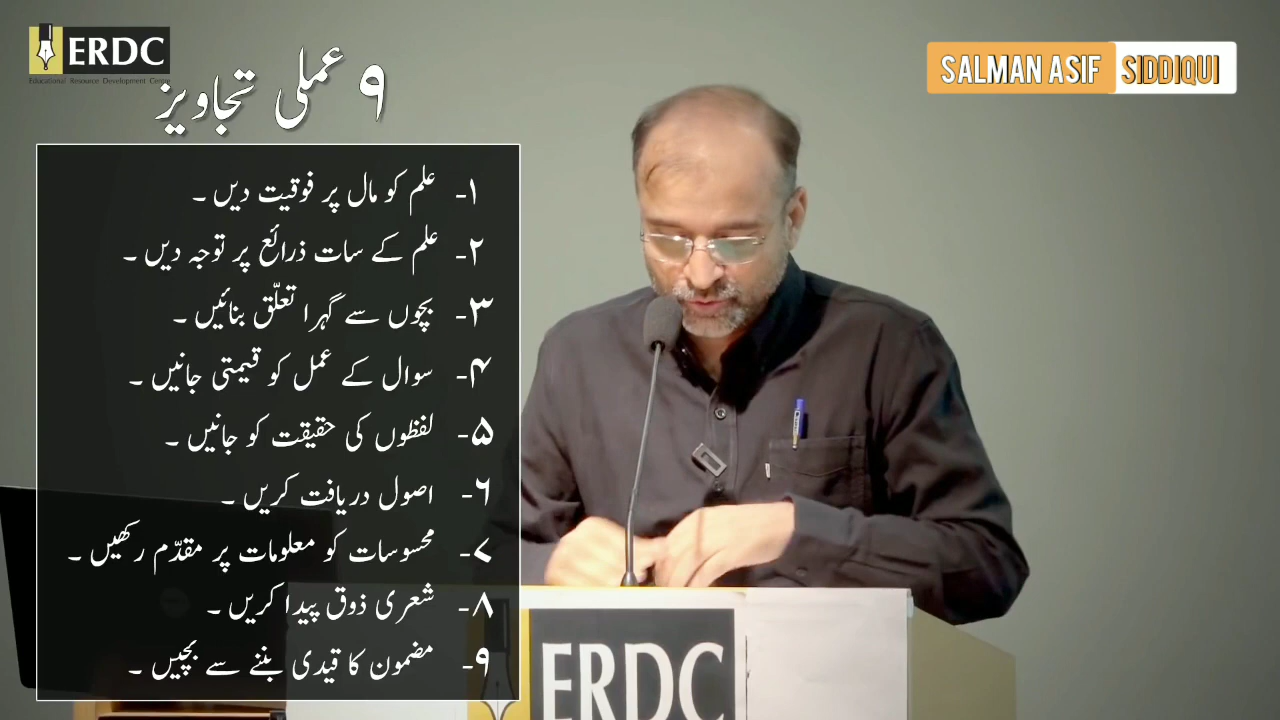 ERDC
Educational Resource Development Centre
SALMAN ASIF SIDDIQUI
۹ عملی تجاویز
۱- علم کو مال پر فوقیت دیں۔
۲- علم کے سات ذرائع پر توجہ دیں۔
۳- بچوں سے گہرا تعلّق بنائیں۔
۴- سوال کے عمل کو قیمتی جانیں۔
۵- لفظوں کی حقیقت کو جانیں۔
۶- اصول دریافت کریں۔
۷- محسوسات کو معلومات پر مقدّم رکھیں۔
۸- شعری ذوق پیدا کریں۔
۹- مضمون کا قیدی بننے سے بچیں۔
ERDC